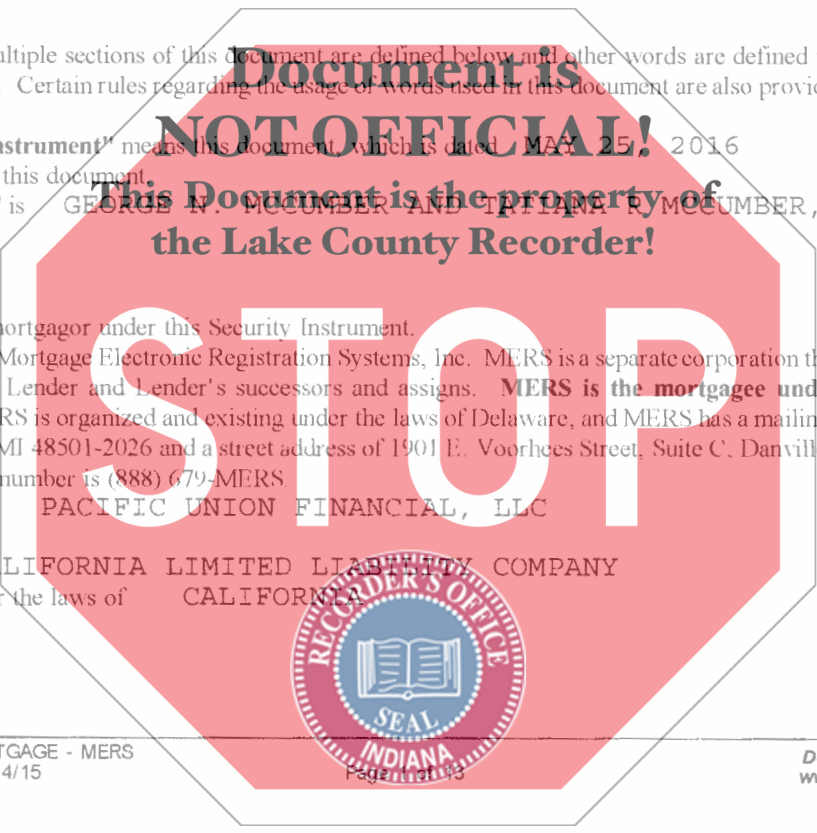 ultiple sections of this document are defined below and other words are defined
Document is
. Certain rules regarding the usage of words used in this document are also provi
NOT OFFICIAL!
nstrument" means this document, which is dated MAY 25, 2016
this document.
This Document is the property of
is GEORGE N. MCCUMBER AND TATIANA R MCCUMBER,
the Lake County Recorder!
STOP
nortgagor under this Security Instrument.
Mortgage Electronic Registration Systems, Inc. MERS is a separate corporation th
Lender and Lender's successors and assigns. MERS is the mortgagee und
RS is organized and existing under the laws of Delaware, and MERS has a mailin
MI 48501-2026 and a street address of 1901 E. Voorhees Street, Suite C, Danvill
number is (888) 679-MERS.
PACIFIC UNION FINANCIAL, LLC
LIFORNIA LIMITED LIABILITY COMPANY
r the laws of CALIFORNIA
RECORDER'S OFFICE
SEAL
INDIANA
TGAGE - MERS
4/15
Page 1 of 13
D
w